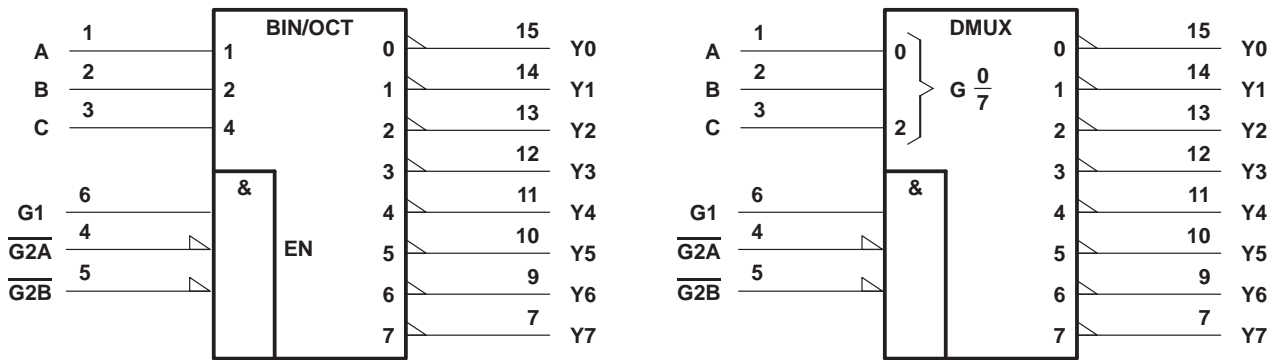 BIN/OCT
A 1 1 0 15 Y0
B 2 2 1 14 Y1
C 3 4 2 13 Y2
3 12 Y3
&
G1 6 4 11 Y4
G2A 4 EN 5 10 Y5
G2B 5 6 9 Y6
7 7 Y7
DMUX
A 1 0 0 15 Y0
B 2 G 0/7 1 14 Y1
C 3 2 2 13 Y2
3 12 Y3
&
G1 6 4 11 Y4
G2A 4 5 10 Y5
G2B 5 6 9 Y6
7 7 Y7